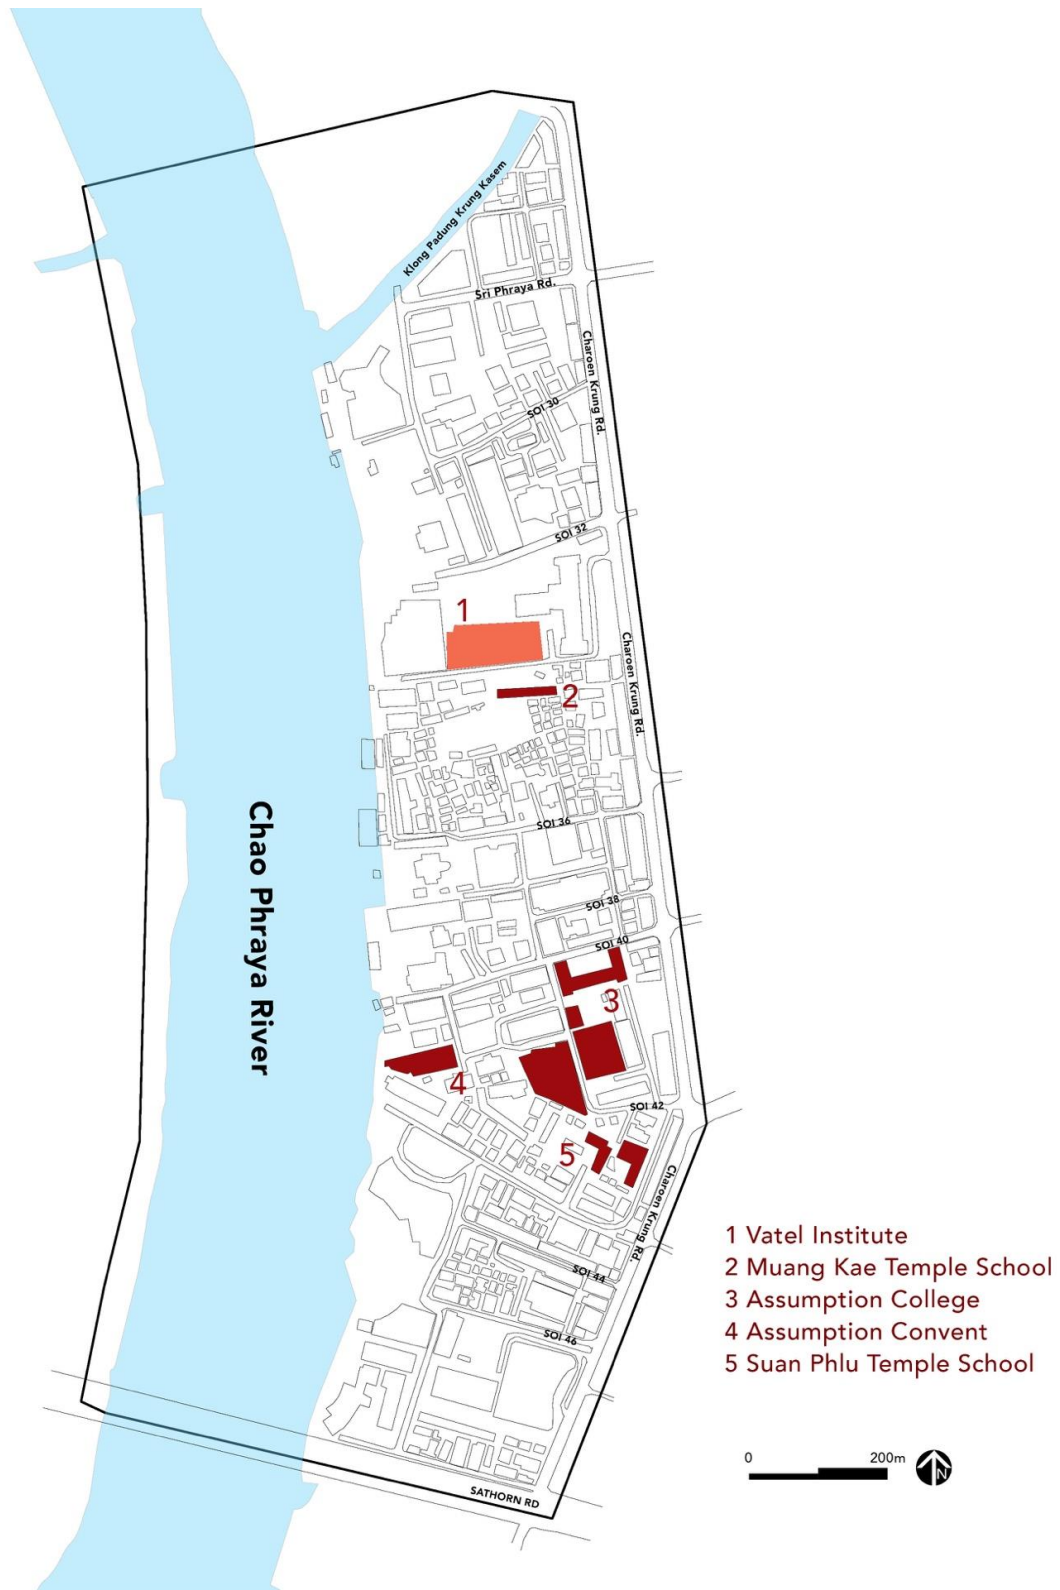 Klong Padung Krung Kasem
Sri Phraya Rd.
Charoen Krung Rd.
SOI 30
SOI 32
1
Charoen Krung Rd.
2
SOI 36
Chao Phraya River
SOI 38
SOI 40
3
4
SOI 42
5
Charoen Krung Rd.
SOI 44
SOI 46
SATHORN RD
1 Vatel Institute
2 Muang Kae Temple School
3 Assumption College
4 Assumption Convent
5 Suan Phlu Temple School
0 200m
N